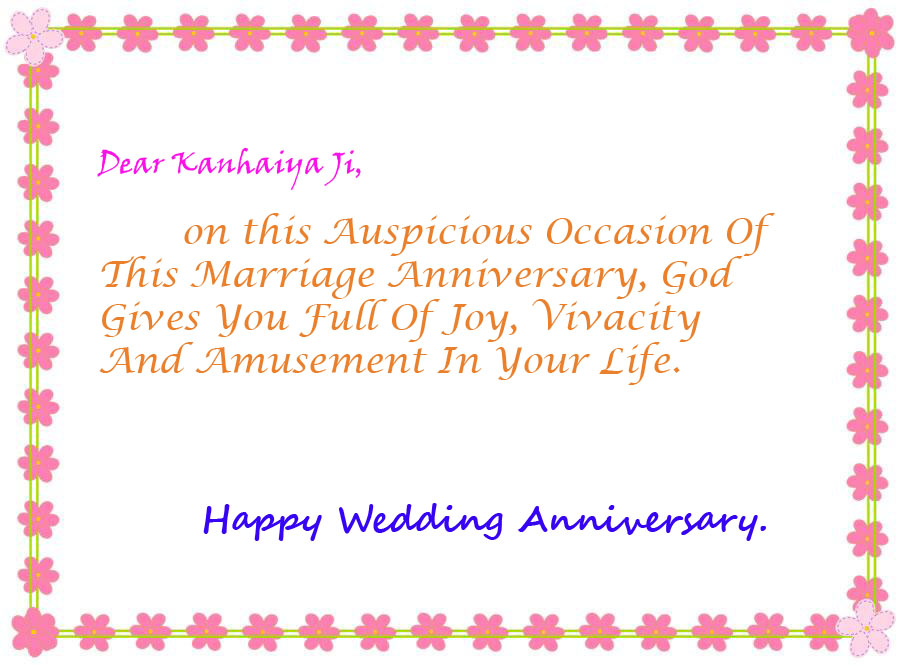 Dear Kanhaiya Ji,
on this Auspicious Occasion Of
This Marriage Anniversary, God
Gives You Full Of Joy, Vivacity
And Amusement In Your Life.
Happy Wedding Anniversary.